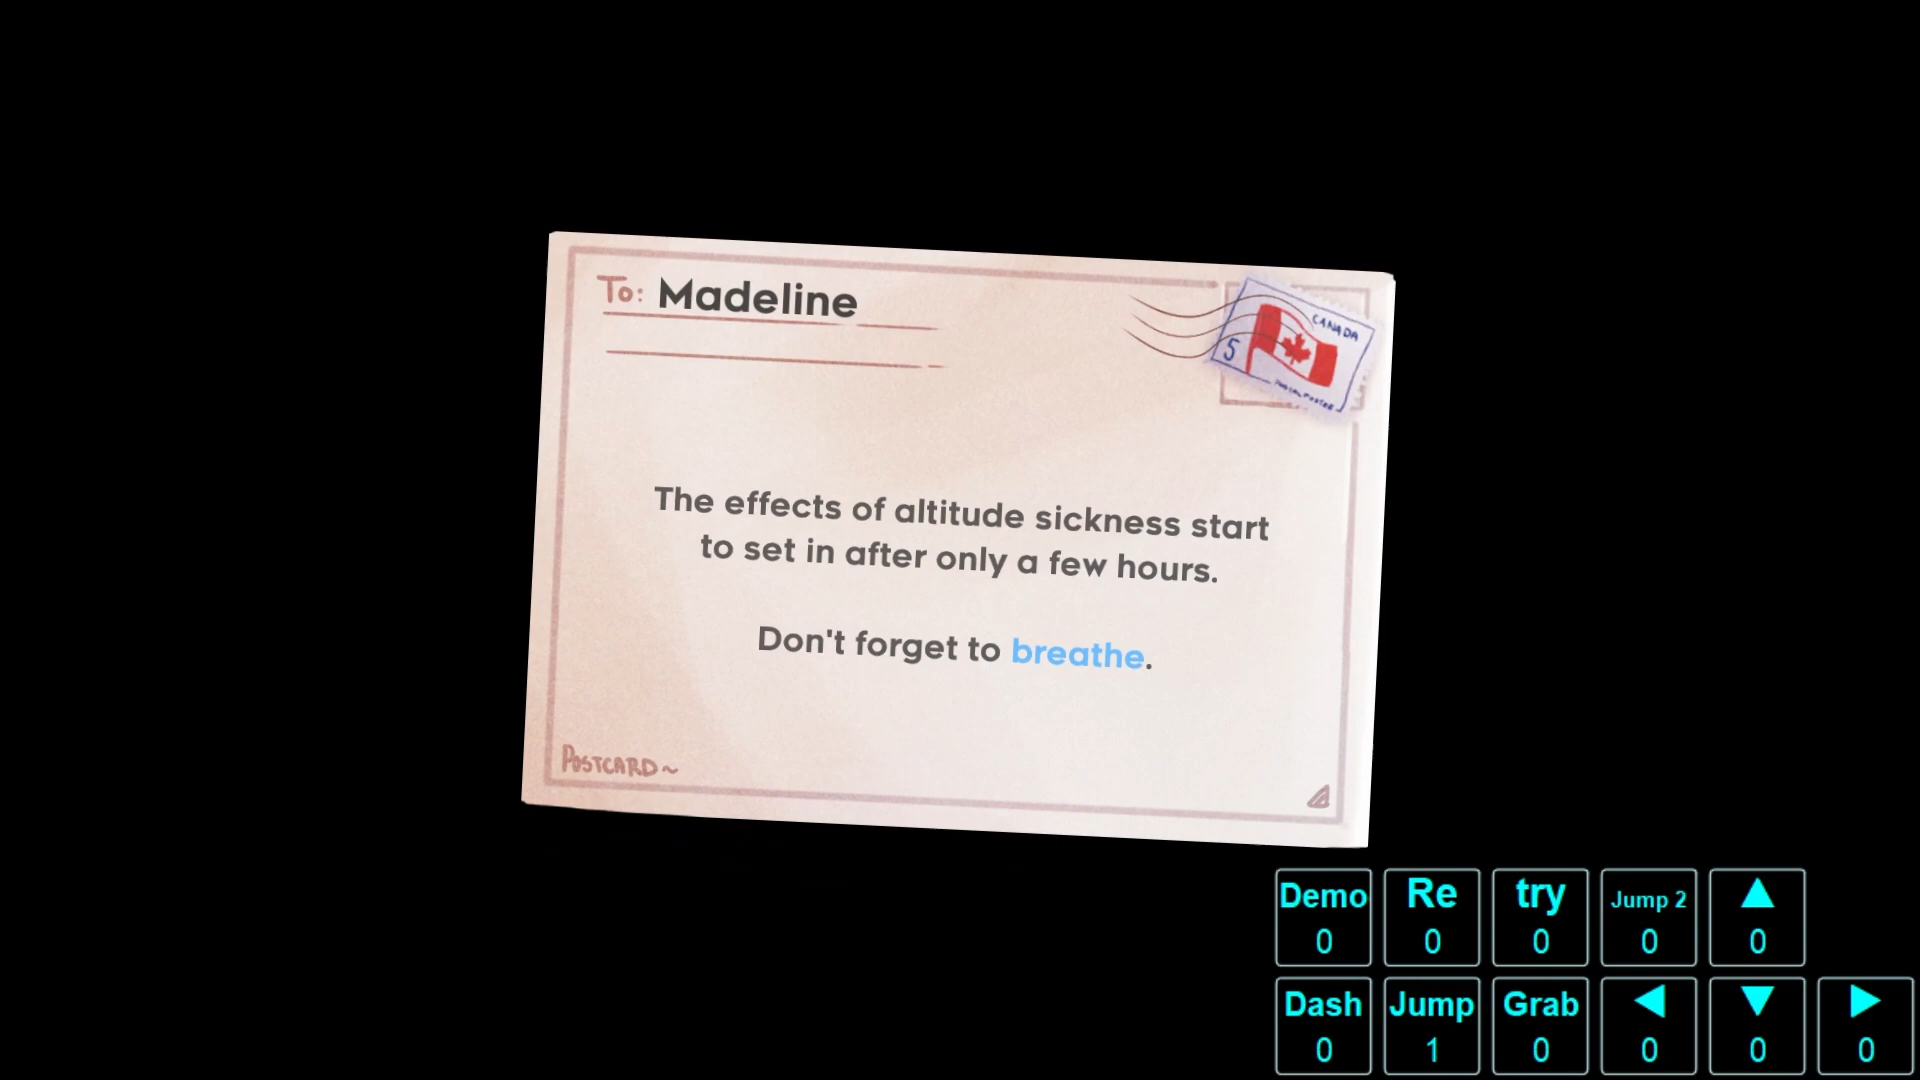 To: Madeline
CANADA
5
The effects of altitude sickness start
to set in after only a few hours.
Don't forget to breathe.
POSTCARD~
Demo Re try Jump 2 ▲
0 0 0 0 0
Dash Jump Grab ◀ ▼ ▶
0 1 0 0 0 0